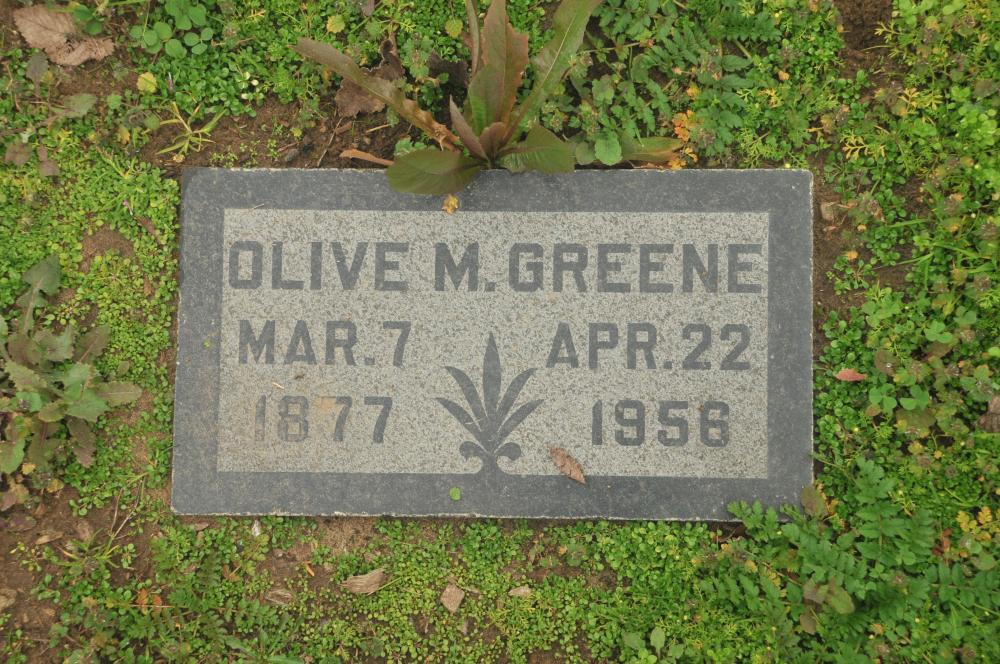 OLIVE M. GREENE
MAR. 7 APR. 22
1877 1956